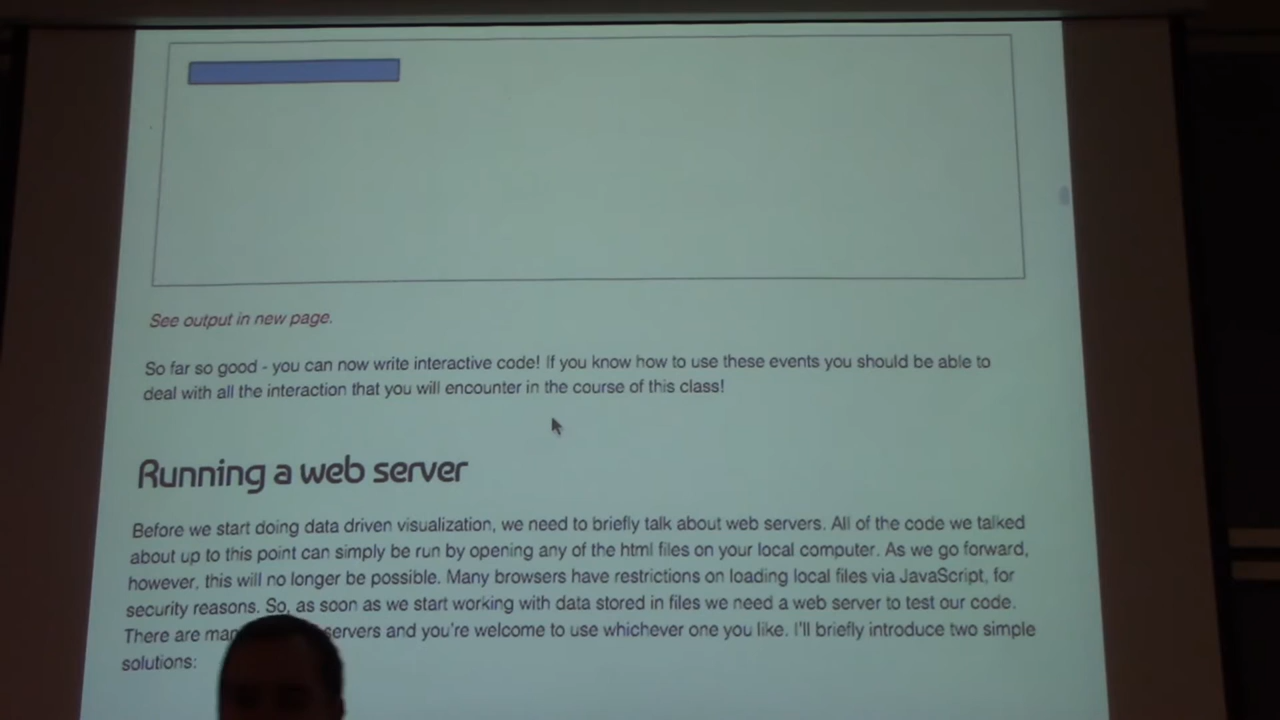 See output in new page.
So far so good - you can now write interactive code! If you know how to use these events you should be able to
deal with all the interaction that you will encounter in the course of this class!
Running a web server
Before we start doing data driven visualization, we need to briefly talk about web servers. All of the code we talked
about up to this point can simply be run by opening any of the html files on your local computer. As we go forward,
however, this will no longer be possible. Many browsers have restrictions on loading local files via JavaScript, for
security reasons. So, as soon as we start working with data stored in files we need a web server to test our code.
There are servers and you're welcome to use whichever one you like. I'll briefly introduce two simple
solutions: